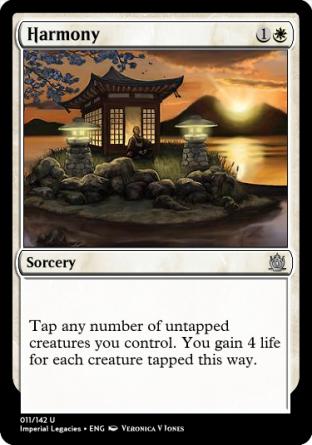 Harmony 1
Sorcery
Tap any number of untapped
creatures you control. You gain 4 life
for each creature tapped this way.
011/142 U
Imperial Legacies • ENG Veronica V Jones